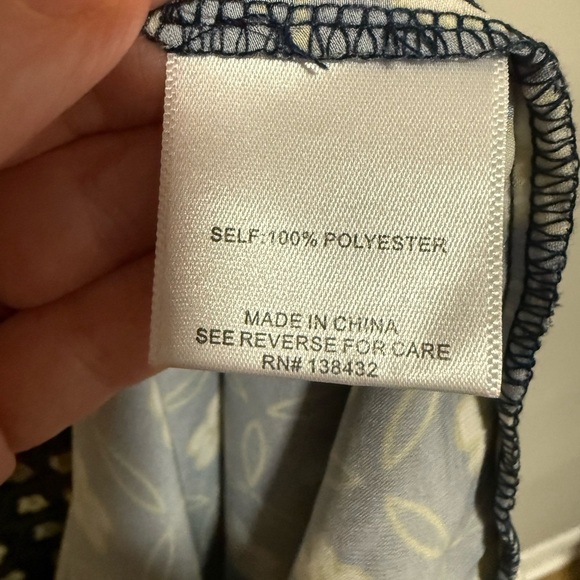 SELF:100% POLYESTER
MADE IN CHINA
SEE REVERSE FOR CARE
RN# 138432